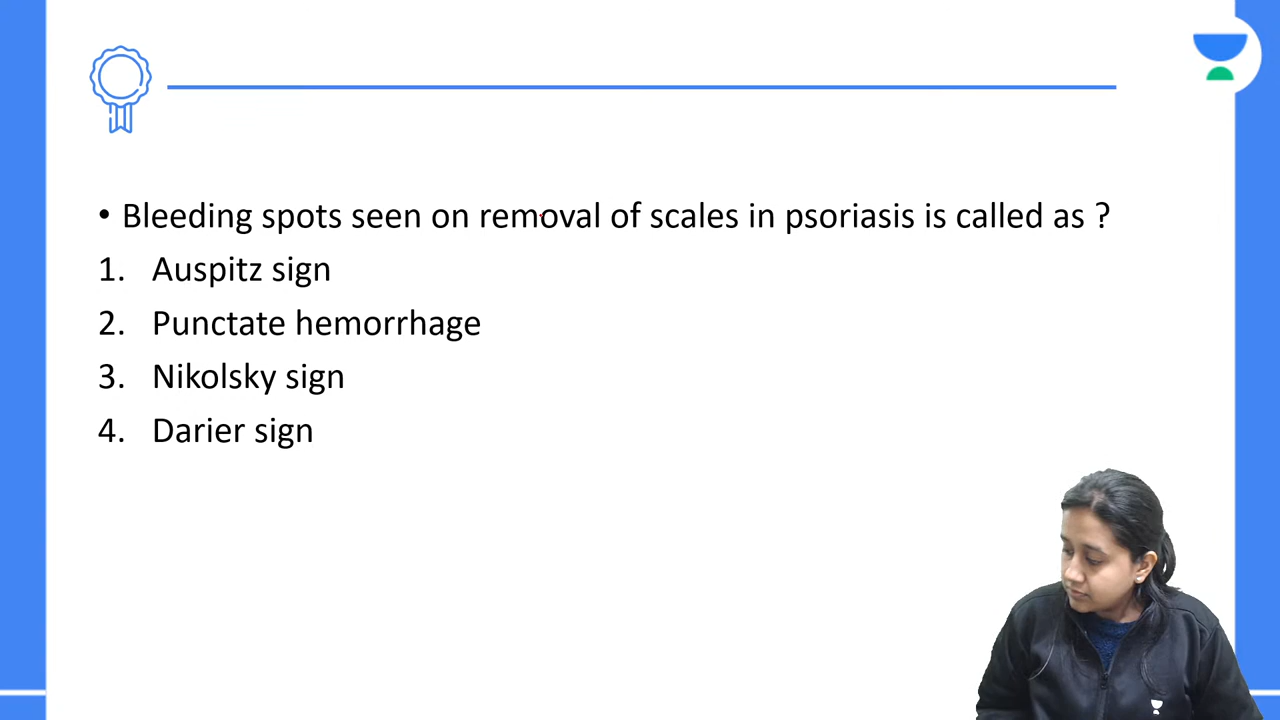 • Bleeding spots seen on removal of scales in psoriasis is called as ?
1. Auspitz sign
2. Punctate hemorrhage
3. Nikolsky sign
4. Darier sign